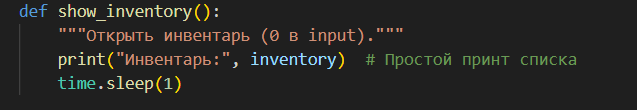 def show_inventory():
    """Открыть инвентарь (0 в input)."""
    print("Инвентарь:", inventory)  # Простой принт списка
    time.sleep(1)